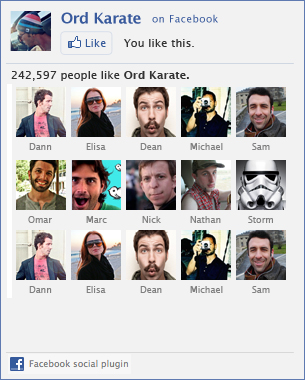 Ord Karate on Facebook
Like You like this.
242,597 people like Ord Karate.
Dann Elisa Dean Michael Sam
Omar Marc Nick Nathan Storm
Dann Elisa Dean Michael Sam
f Facebook social plugin